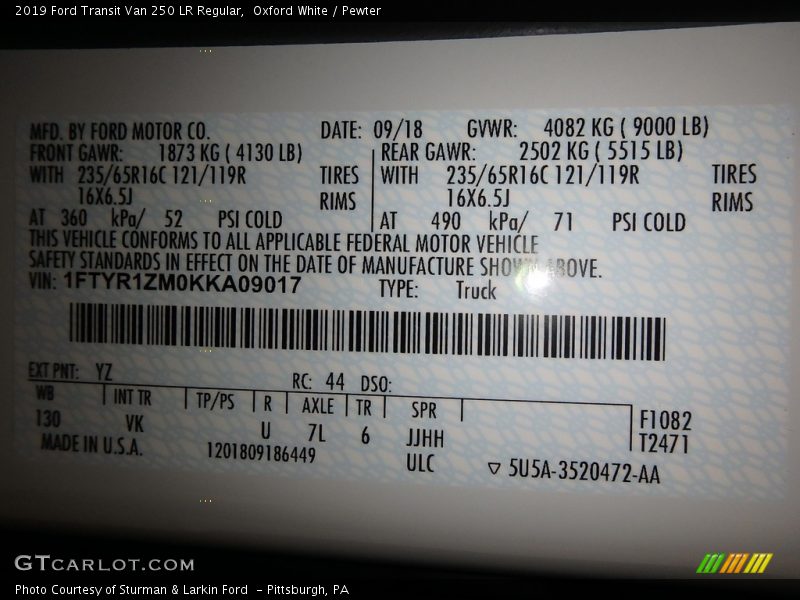 2019 Ford Transit Van 250 LR Regular,  Oxford White / Pewter
MFD. BY FORD MOTOR CO. DATE: 09/18 GVWR: 4082 KG ( 9000 LB)
FRONT GAWR: 1873 KG ( 4130 LB) REAR GAWR: 2502 KG ( 5515 LB)
WITH 235/65R16C 121/119R TIRES WITH 235/65R16C 121/119R TIRES
16X6.5J RIMS 16X6.5J RIMS
AT 360 kPa/ 52 PSI COLD AT 490 kPa/ 71 PSI COLD
THIS VEHICLE CONFORMS TO ALL APPLICABLE FEDERAL MOTOR VEHICLE
SAFETY STANDARDS IN EFFECT ON THE DATE OF MANUFACTURE SHOWN ABOVE.
VIN: 1FTYR1ZM0KKA09017 TYPE: Truck
EXT PNT: YZ RC: 44 DSO:
WB INT TR TP/PS R AXLE TR SPR
130 VK U 7L 6 JJHH F1082
MADE IN U.S.A. 1201809186449 ULC T2471
5U5A-3520472-AA
GTCARLOT.COM
Photo Courtesy of Sturman & Larkin Ford  - Pittsburgh, PA